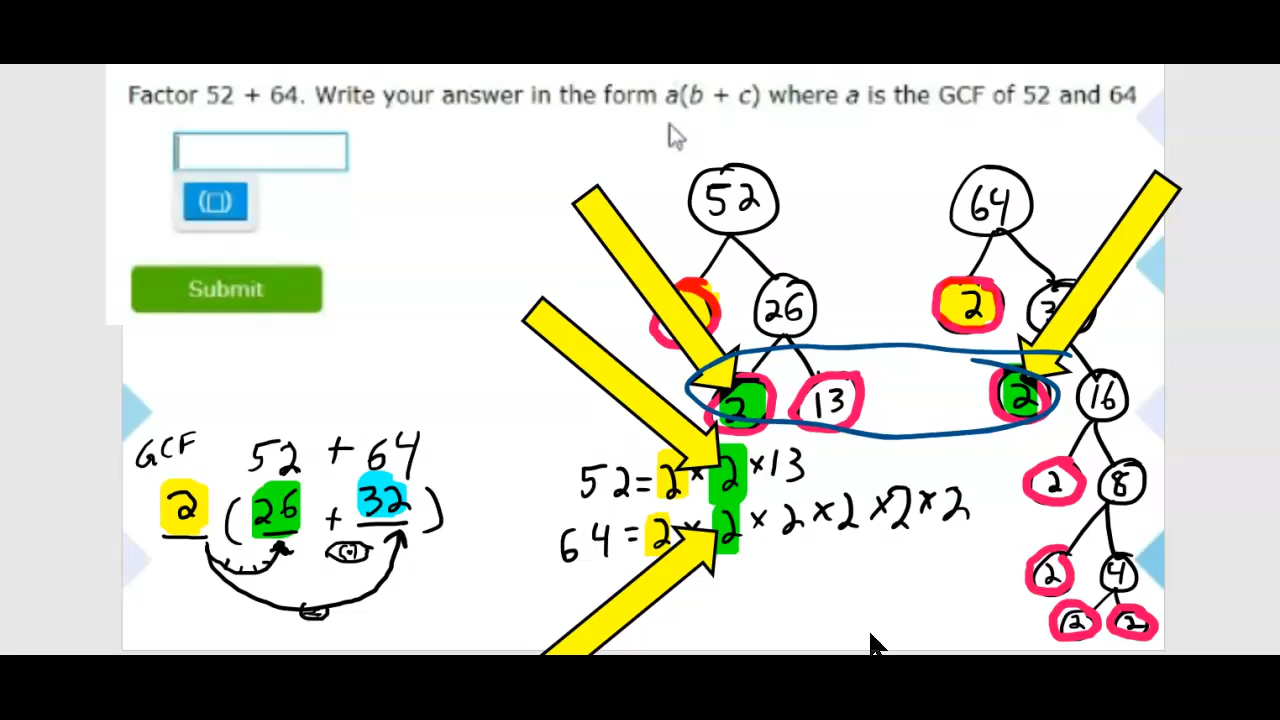 Factor 52 + 64. Write your answer in the form a(b + c) where a is the GCF of 52 and 64
(□)
Submit
52
64
26
2
2
13
2
16
2
8
2
4
2
2
GCF 52 + 64
2 (26 + 32)
52 = 2 × 2 × 13
64 = 2 × 2 × 2 × 2 × 2 × 2